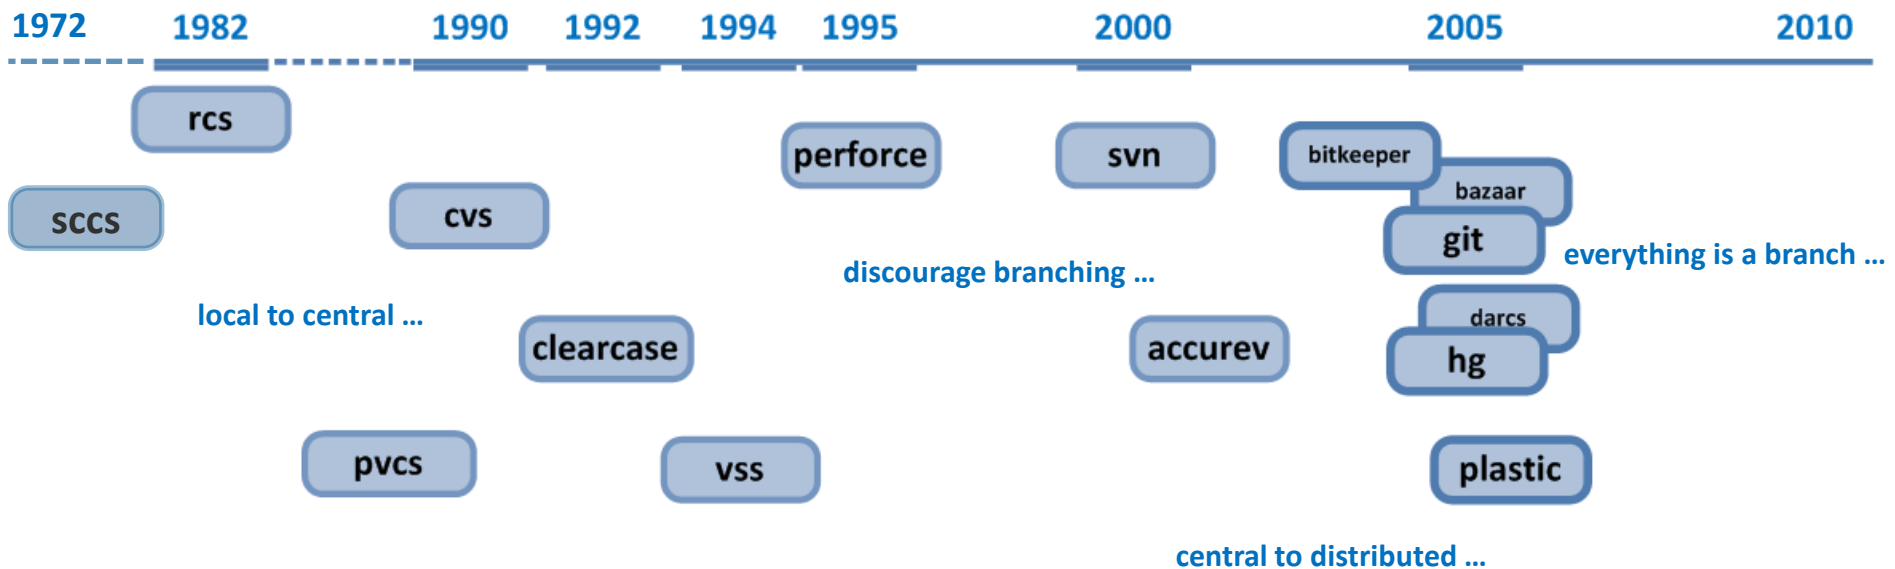 1972 1982 1990 1992 1994 1995 2000 2005 2010
rcs
perforce
svn
bitkeeper
bazaar
sccs
cvs
git
everything is a branch ...
discourage branching ...
local to central ...
darcs
clearcase
accurev
hg
pvcs
vss
plastic
central to distributed ...